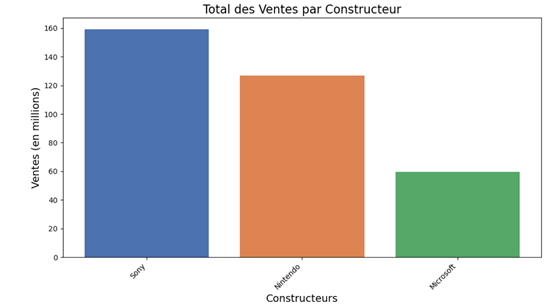 Total des Ventes par Constructeur
Ventes (en millions)
160
140
120
100
80
60
40
20
0
Sony
Nintendo
Microsoft
Constructeurs